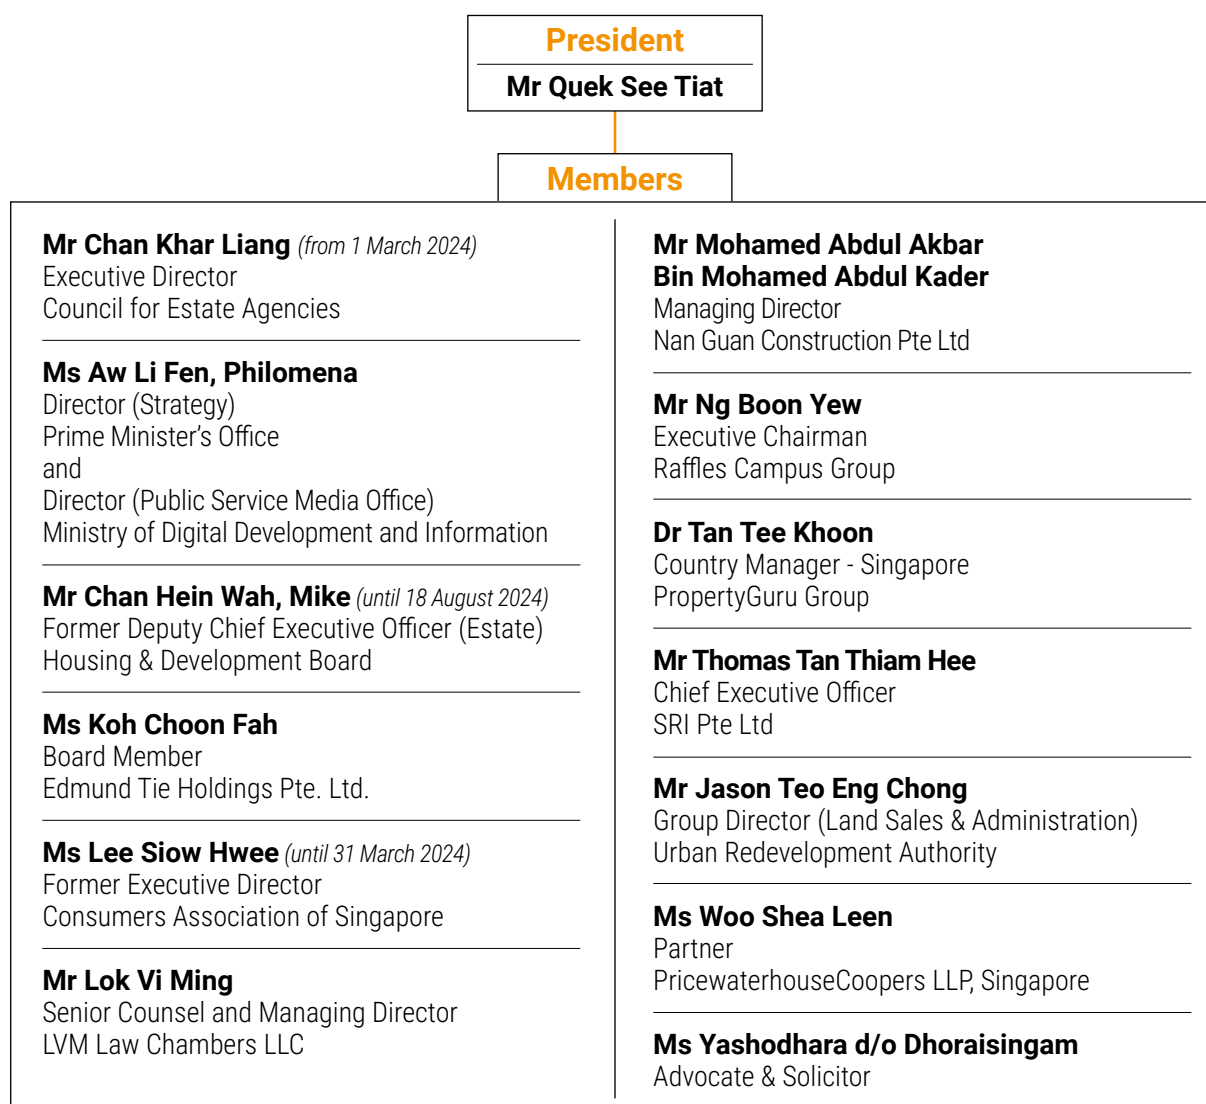 President
Mr Quek See Tiat
Members
Mr Chan Khar Liang (from 1 March 2024)
Executive Director
Council for Estate Agencies
Ms Aw Li Fen, Philomena
Director (Strategy)
Prime Minister’s Office
and
Director (Public Service Media Office)
Ministry of Digital Development and Information
Mr Chan Hein Wah, Mike (until 18 August 2024)
Former Deputy Chief Executive Officer (Estate)
Housing & Development Board
Ms Koh Choon Fah
Board Member
Edmund Tie Holdings Pte. Ltd.
Ms Lee Siow Hwee (until 31 March 2024)
Former Executive Director
Consumers Association of Singapore
Mr Lok Vi Ming
Senior Counsel and Managing Director
LVM Law Chambers LLC
Mr Mohamed Abdul Akbar
Bin Mohamed Abdul Kader
Managing Director
Nan Guan Construction Pte Ltd
Mr Ng Boon Yew
Executive Chairman
Raffles Campus Group
Dr Tan Tee Khoon
Country Manager - Singapore
PropertyGuru Group
Mr Thomas Tan Thiam Hee
Chief Executive Officer
SRI Pte Ltd
Mr Jason Teo Eng Chong
Group Director (Land Sales & Administration)
Urban Redevelopment Authority
Ms Woo Shea Leen
Partner
PricewaterhouseCoopers LLP, Singapore
Ms Yashodhara d/o Dhoraisingam
Advocate & Solicitor